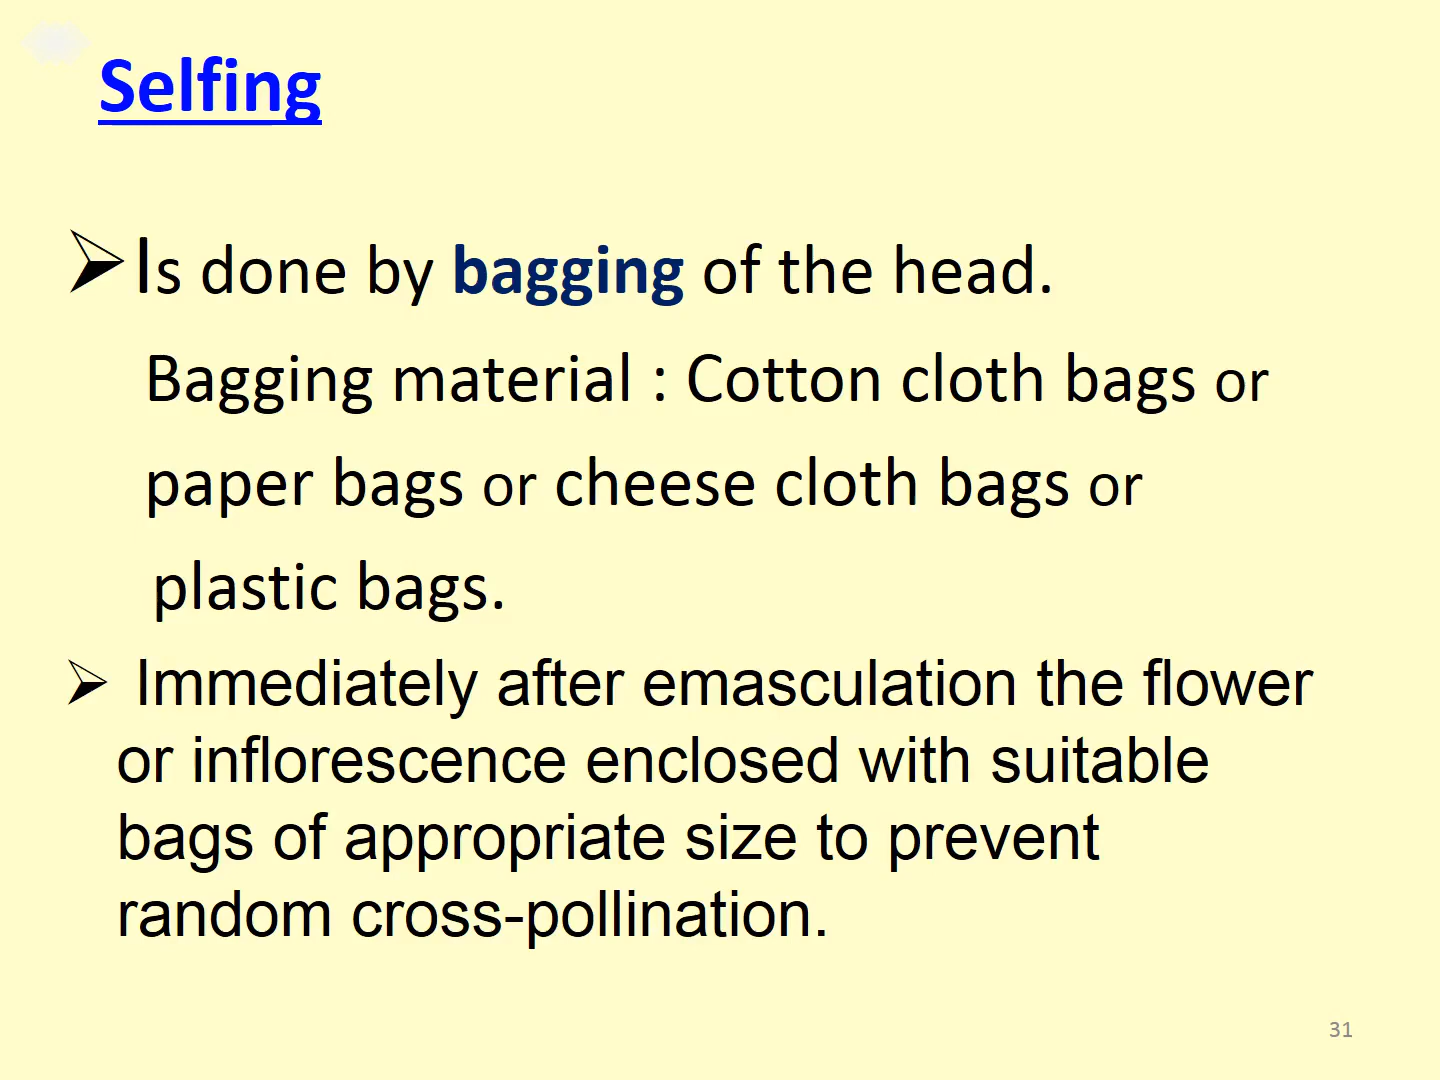 Selfing
➢Is done by bagging of the head.
Bagging material : Cotton cloth bags or
paper bags or cheese cloth bags or
plastic bags.
➢ Immediately after emasculation the flower
or inflorescence enclosed with suitable
bags of appropriate size to prevent
random cross-pollination.
31